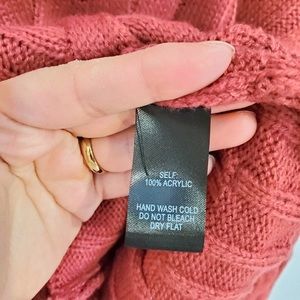 SELF:
100% ACRYLIC
HAND WASH COLD
DO NOT BLEACH
DRY FLAT